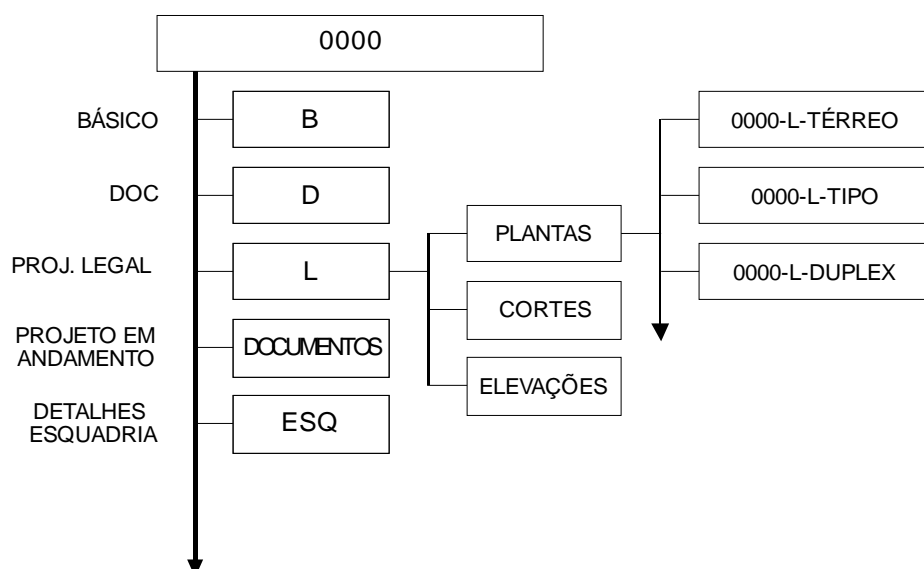 0000
BÁSICO
B
DOC
D
PROJ. LEGAL
L
PROJETO EM
ANDAMENTO
DOCUMENTOS
DETALHES
ESQUADRIA
ESQ
PLANTAS
CORTES
ELEVAÇÕES
0000-L-TÉRREO
0000-L-TIPO
0000-L-DUPLEX